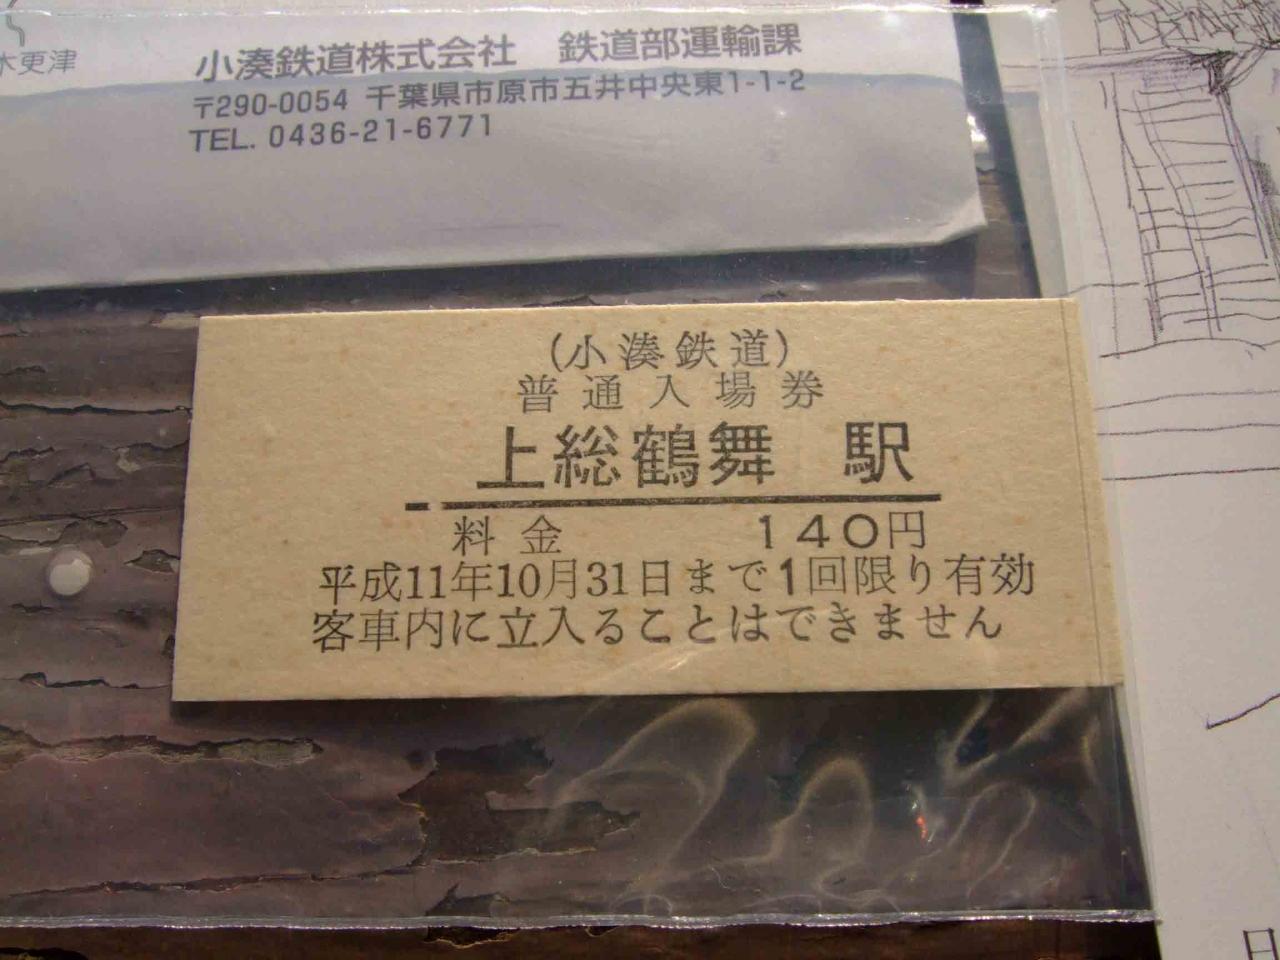 木更津
小湊鉄道株式会社 鉄道部運輸課
〒290-0054 千葉県市原市五井中央東1-1-2
TEL. 0436-21-6771
(小湊鉄道)
普通入場券
上総鶴舞 駅
料金 140円
平成11年10月31日まで1回限り有効
客車内に立入ることはできません
日